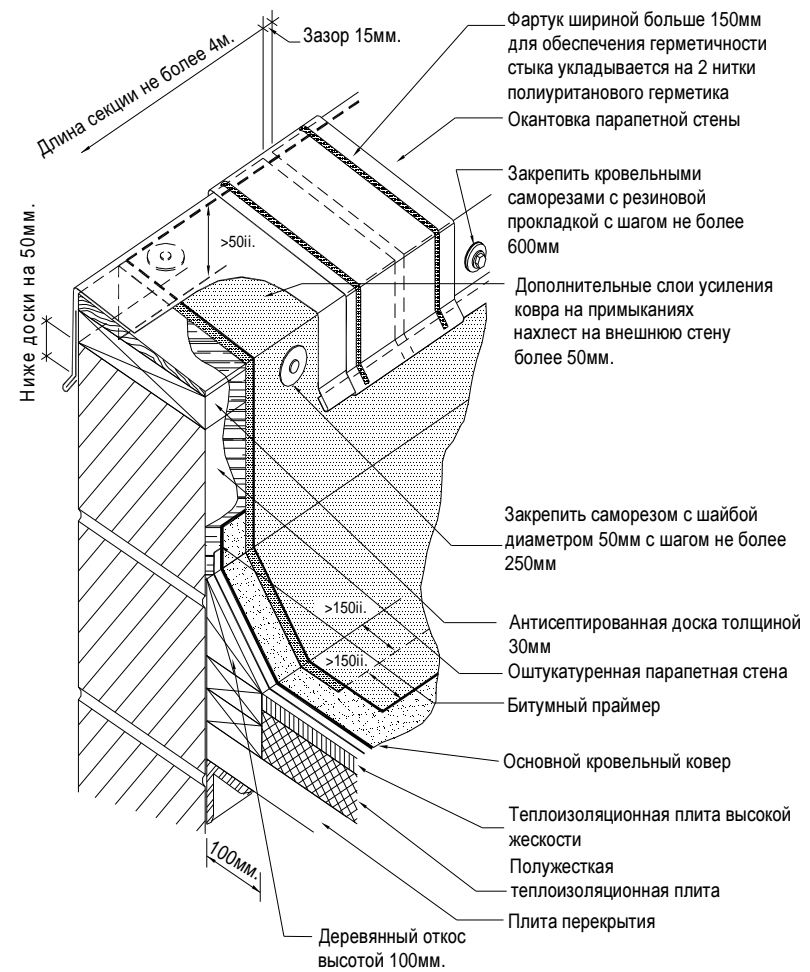 Длина секции не более 4м.
Зазор 15мм.
Фартук шириной больше 150мм
для обеспечения герметичности
стыка укладывается на 2 нитки
полиуританового герметика
Окантовка парапетной стены
Закрепить кровельными
саморезами с резиновой
прокладкой с шагом не более
600мм
>50ii.
Ниже доски на 50мм.
Дополнительные слои усиления
ковра на примыканиях
нахлест на внешнюю стену
более 50мм.
Закрепить саморезом с шайбой
диаметром 50мм с шагом не более
250мм
>150ii.
>150ii.
Антисептированная доска толщиной
30мм
Оштукатуренная парапетная стена
Битумный праймер
Основной кровельный ковер
Теплоизоляционная плита высокой
жескости
Полужесткая
теплоизоляционная плита
Плита перекрытия
100мм.
Деревянный откос
высотой 100мм.